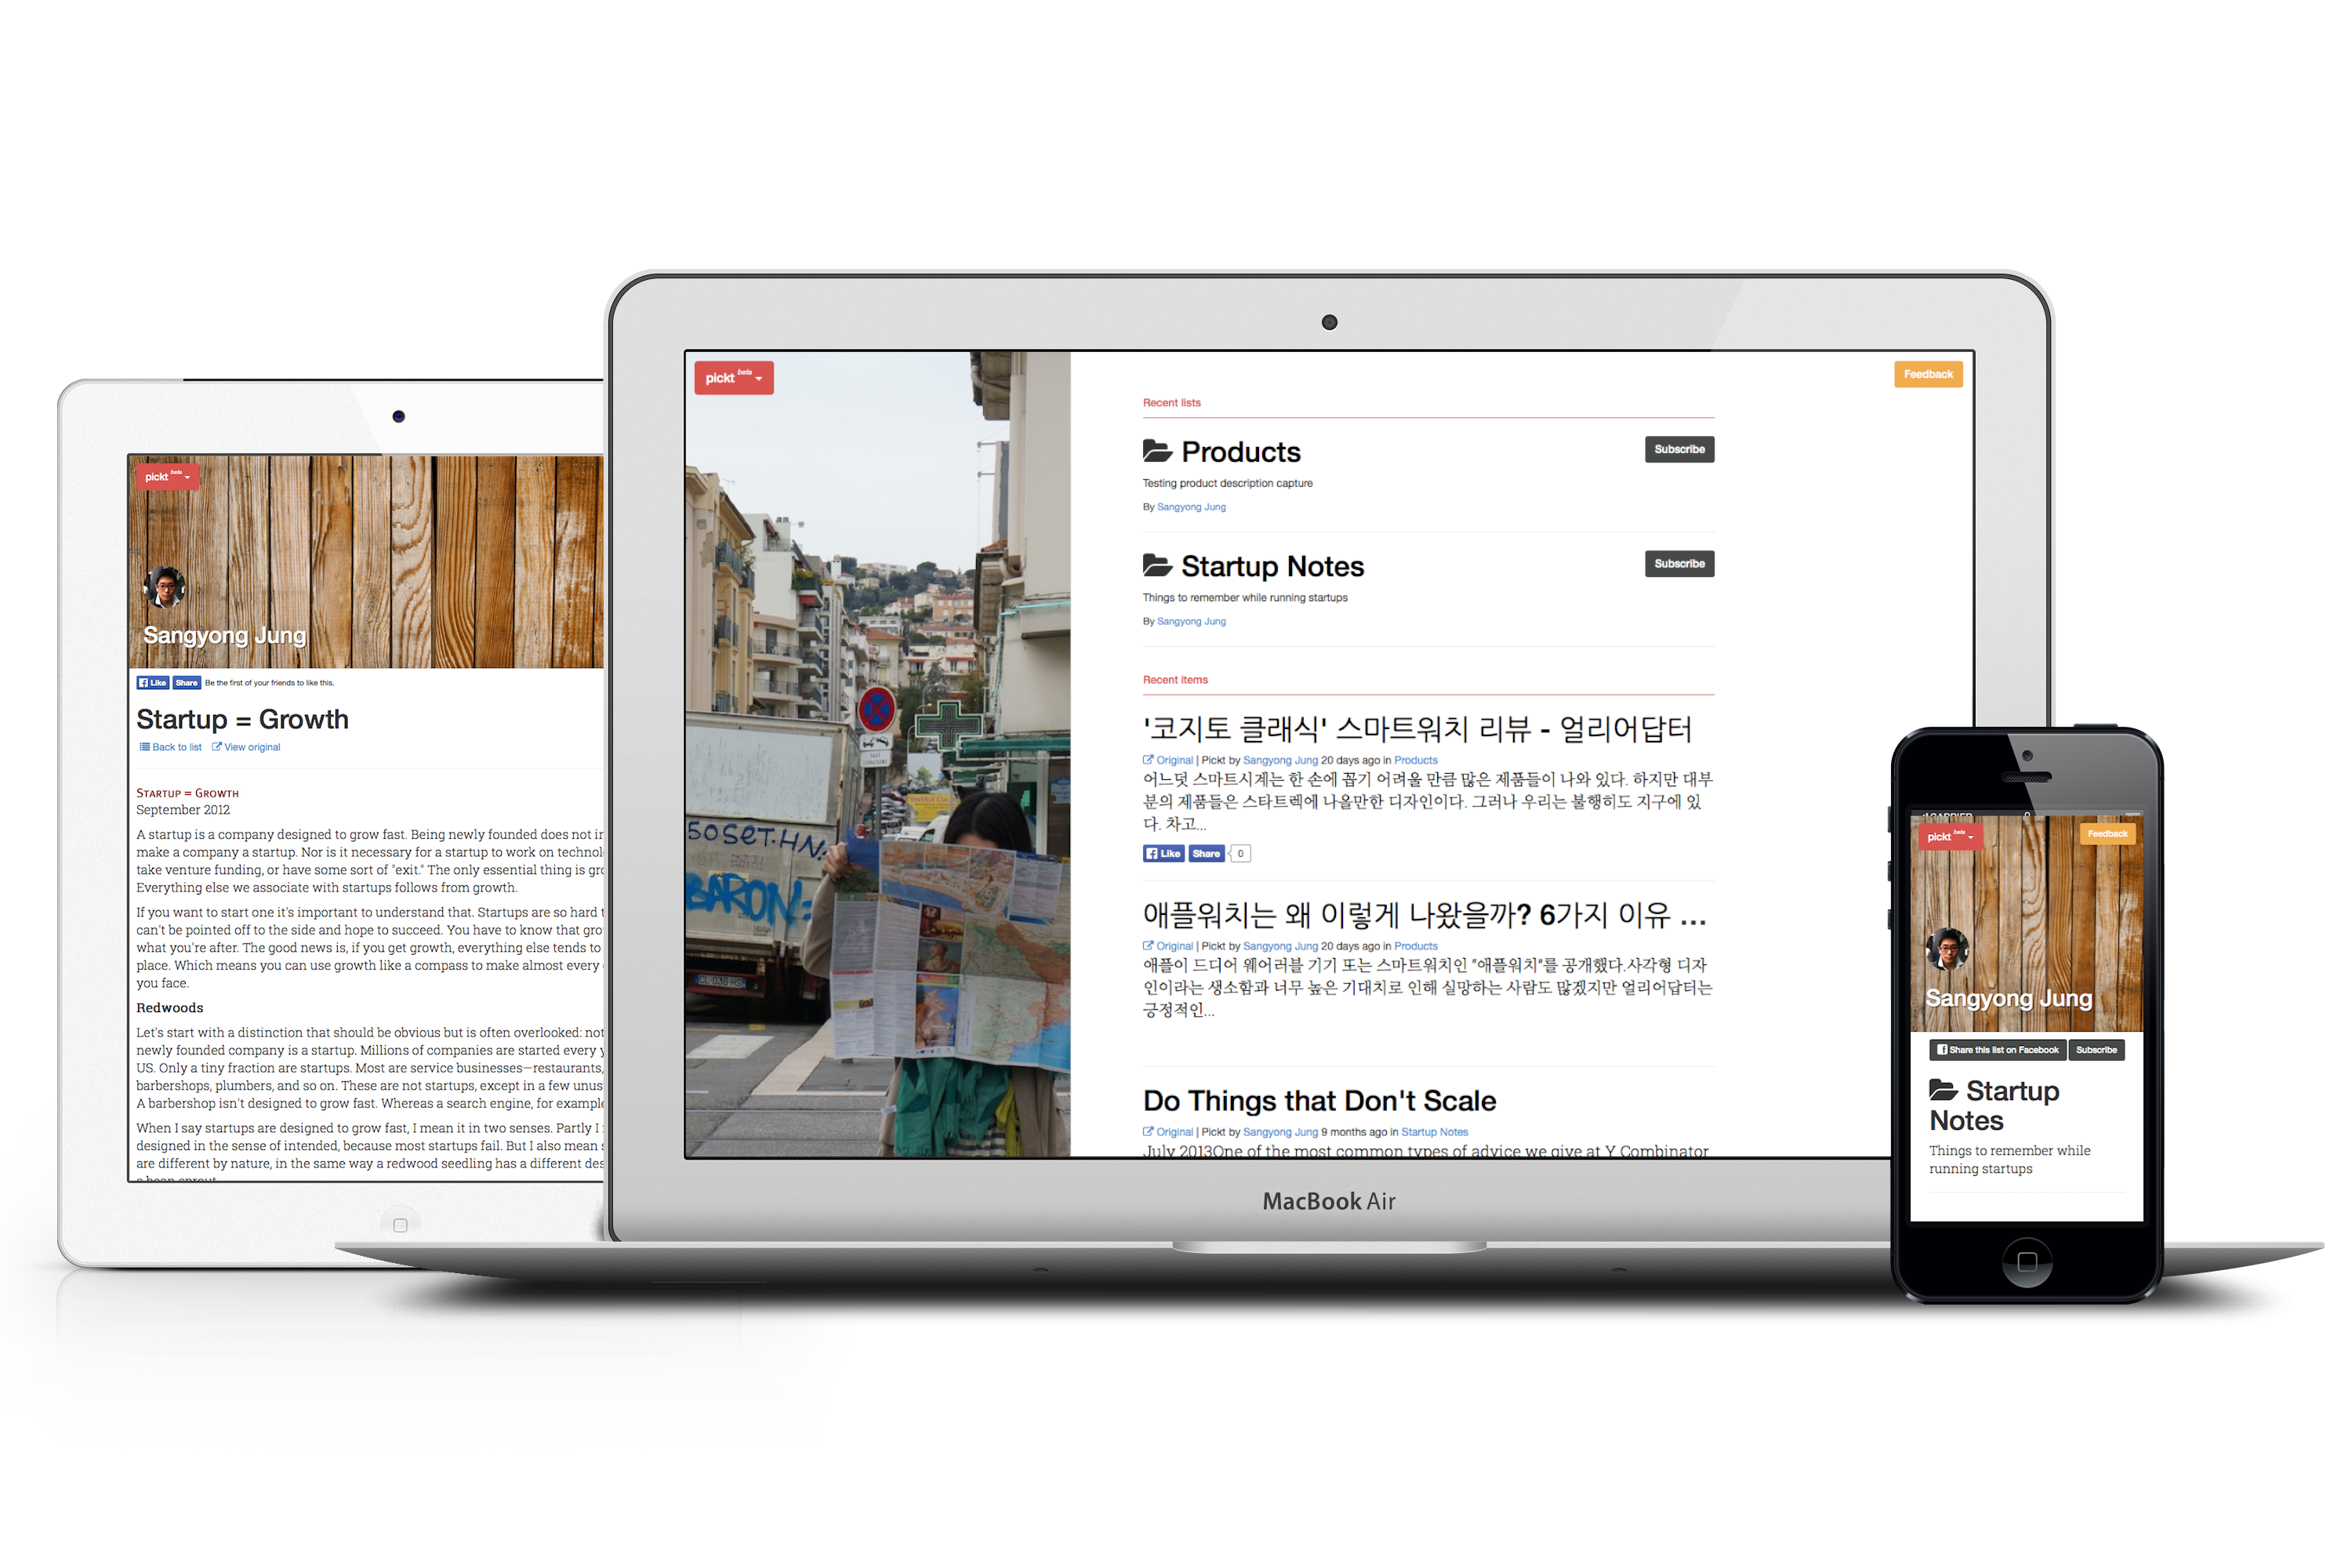 pickt beta
Sangyong Jung
Like Share Be the first of your friends to like this.
Startup = Growth
Back to list View original
STARTUP = GROWTH
September 2012
A startup is a company designed to grow fast. Being newly founded does not in
make a company a startup. Nor is it necessary for a startup to work on technol
take venture funding, or have some sort of "exit." The only essential thing is gro
Everything else we associate with startups follows from growth.
If you want to start one it's important to understand that. Startups are so hard t
can't be pointed off to the side and hope to succeed. You have to know that gro
what you're after. The good news is, if you get growth, everything else tends to
place. Which means you can use growth like a compass to make almost every
you face.
Redwoods
Let's start with a distinction that should be obvious but is often overlooked: not
newly founded company is a startup. Millions of companies are started every y
US. Only a tiny fraction are startups. Most are service businesses—restaurants,
barbershops, plumbers, and so on. These are not startups, except in a few unus
A barbershop isn't designed to grow fast. Whereas a search engine, for example
When I say startups are designed to grow fast, I mean it in two senses. Partly I
designed in the sense of intended, because most startups fail. But I also mean s
are different by nature, in the same way a redwood seedling has a different des
a bean sprout
pickt beta
Feedback
Recent lists
Products
Subscribe
Testing product description capture
By Sangyong Jung
Startup Notes
Subscribe
Things to remember while running startups
By Sangyong Jung
Recent items
'코지토 클래식' 스마트워치 리뷰 - 얼리어답터
Original | Pickt by Sangyong Jung 20 days ago in Products
어느덧 스마트시계는 한 손에 꼽기 어려울 만큼 많은 제품들이 나와 있다. 하지만 대부
분의 제품들은 스타트렉에 나올만한 디자인이다. 그러나 우리는 불행히도 지구에 있
다. 차고...
Like Share 0
애플워치는 왜 이렇게 나왔을까? 6가지 이유 ...
Original | Pickt by Sangyong Jung 20 days ago in Products
애플이 드디어 웨어러블 기기 또는 스마트워치인 "애플워치"를 공개했다.사각형 디자
인이라는 생소함과 너무 높은 기대치로 인해 실망하는 사람도 많겠지만 얼리어답터는
긍정적인...
Do Things that Don't Scale
Original | Pickt by Sangyong Jung 9 months ago in Startup Notes
July 2013One of the most common types of advice we give at Y Combinator
50SET.HN
BARON
CL 036 HS
MacBook Air
CARRIER
pickt beta
Feedback
Sangyong Jung
Share this list on Facebook Subscribe
Startup
Notes
Things to remember while
running startups